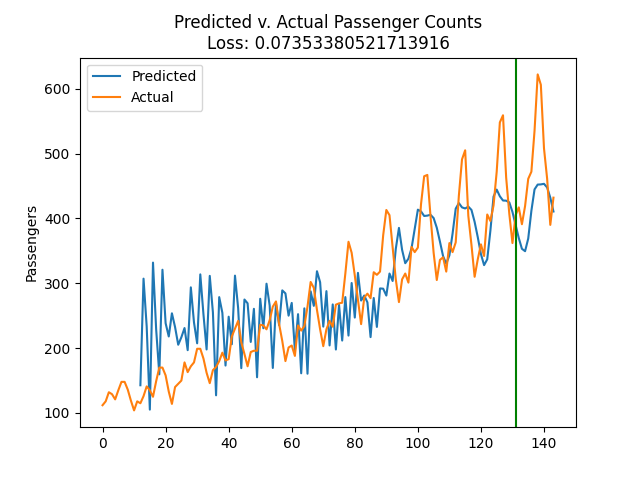 Predicted v. Actual Passenger Counts
Loss: 0.07353380521713916
Predicted
Actual
Passengers
600
500
400
300
200
100
0
20
40
60
80
100
120
140